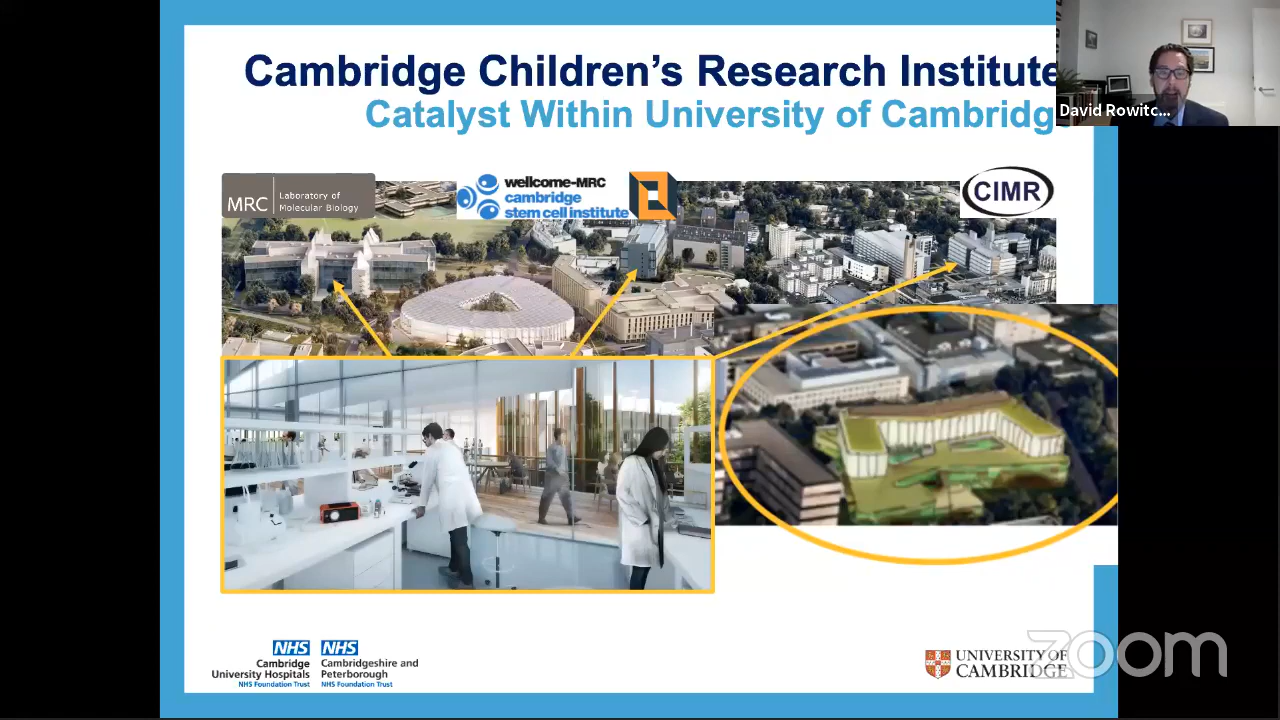 Cambridge Children's Research Institute
Catalyst Within University of Cambridg
David Rowitc...
MRC
Laboratory of
Molecular Biology
wellcome-MRC
cambridge
stem cell institute
CIMR
NHS
Cambridge
University Hospitals
NHS Foundation Trust
NHS
Cambridgeshire and
Peterborough
NHS Foundation Trust
UNIVERSITY OF
CAMBRIDGE
zoom